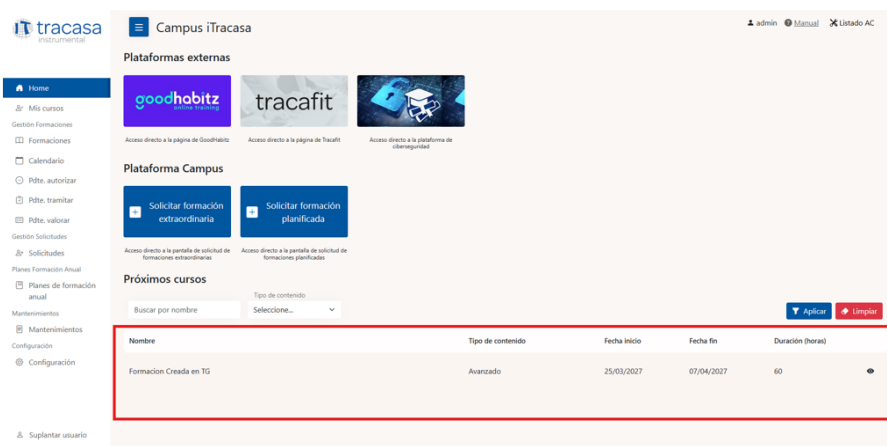 tracasa
instrumental
Campus iTracasa
admin
Manual
Listado AC
Home
Mis cursos
Gestión Formaciones
Formaciones
Calendario
Pdte. autorizar
Pdte. tramitar
Pdte. valorar
Gestión Solicitudes
Solicitudes
Planes Formación Anual
Planes de formación
anual
Mantenimientos
Mantenimientos
Configuración
Configuración
Suplantar usuario
Plataformas externas
goodhabitz
online training
tracafit
Acceso directo a la página de GoodHabitz
Acceso directo a la página de Tracafit
Acceso directo a la plataforma de
ciberseguridad
Plataforma Campus
Solicitar formación
extraordinaria
Solicitar formación
planificada
Acceso directo a la pantalla de solicitud de
formaciones extraordinarias
Acceso directo a la pantalla de solicitud de
formaciones planificadas
Próximos cursos
Tipo de contenido
Buscar por nombre
Seleccione...
Aplicar
Limpiar
Nombre Tipo de contenido Fecha inicio Fecha fin Duración (horas)
Formacion Creada en TG Avanzado 25/03/2027 07/04/2027 60